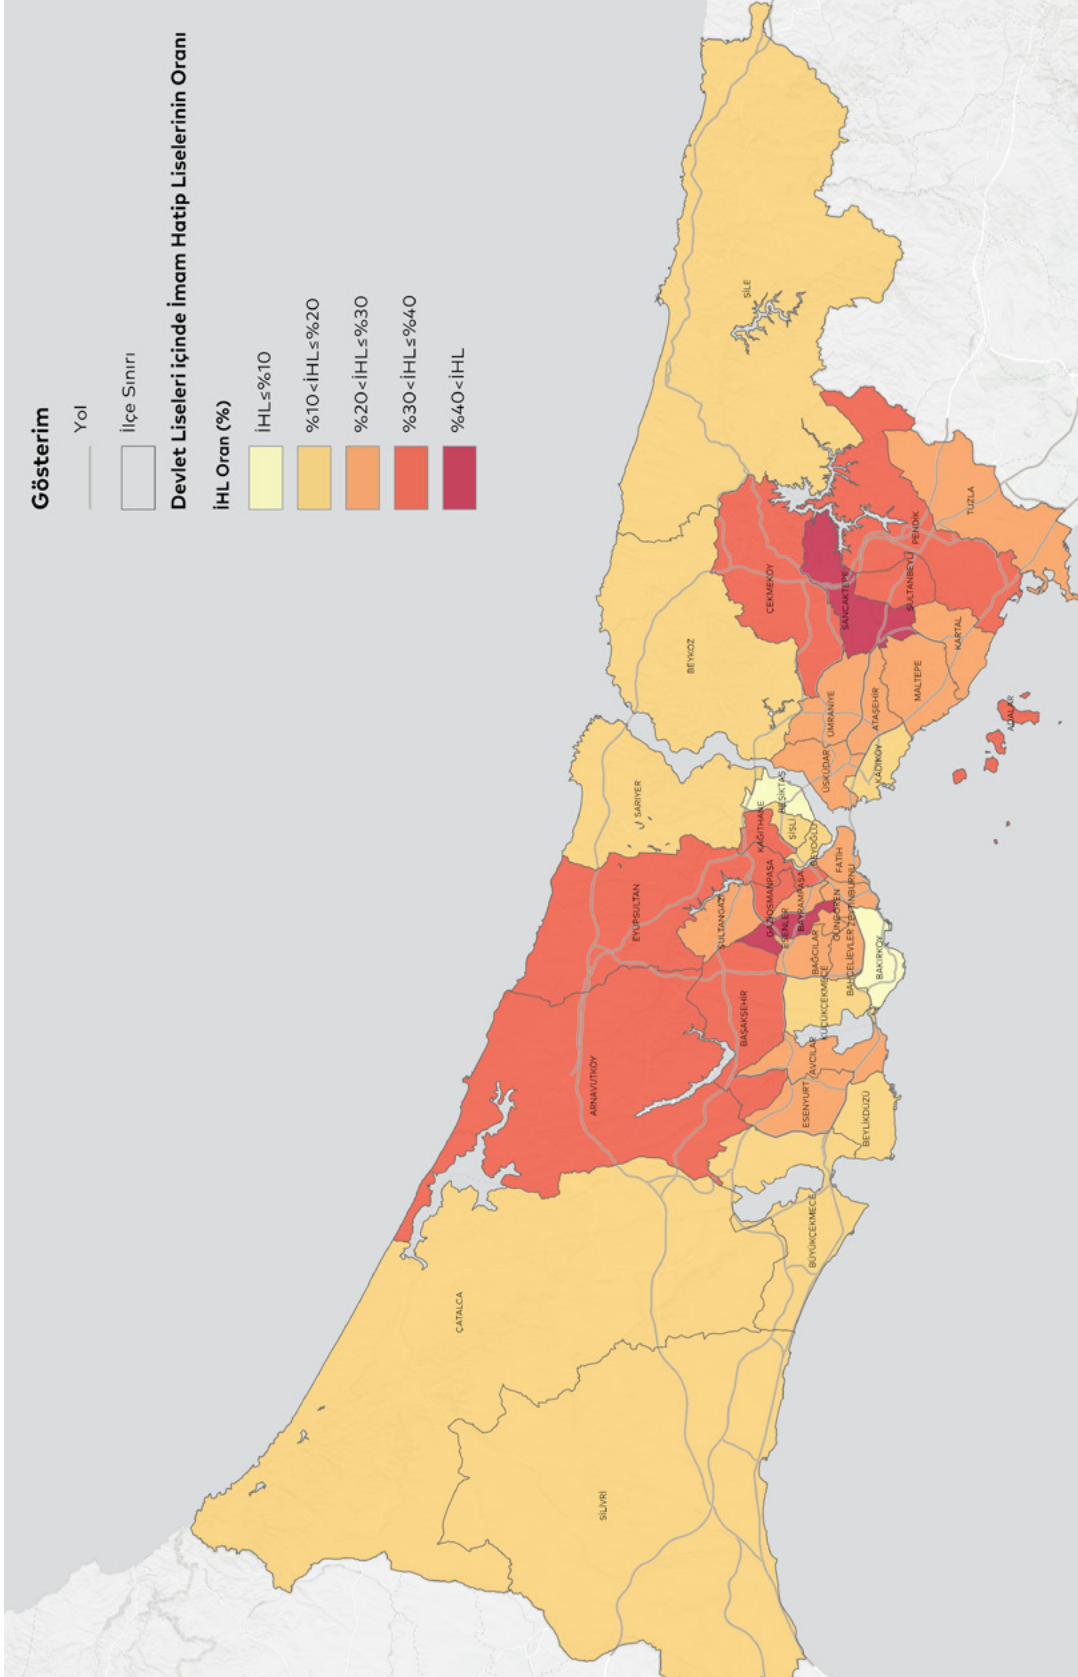 Gösterim
Yol
İlçe Sınırı
Devlet Liseleri içinde İmam Hatip Liselerinin Oranı
İHL Oran (%)
İHL≤%10
%10<İHL≤%20
%20<İHL≤%30
%30<İHL≤%40
%40<İHL
ÇATALCA
SİLİVRİ
BÜYÜKÇEKMECE
BEYLİKDÜZÜ
ESENYURT
AVCILAR
ARNAVUTKÖY
BAŞAKŞEHİR
KÜÇÜKÇEKMECE
BAHÇELİEVLER
BAKIRKÖY
BAĞCILAR
GÜNGÖREN
ESENLER
ZEYTİNBURNU
BAYRAMPAŞA
GAZİOSMANPAŞA
SULTANGAZİ
EYÜPSULTAN
FATİH
BEYOĞLU
ŞİŞLİ
KAĞITHANE
BEŞİKTAŞ
SARIYER
BEYKOZ
ÜSKÜDAR
KADIKÖY
ÜMRANİYE
ATAŞEHİR
MALTEPE
KARTAL
ADALAR
ÇEKMEKÖY
SANCAKTEPE
SULTANBEYLİ
PENDİK
TUZLA
ŞİLE